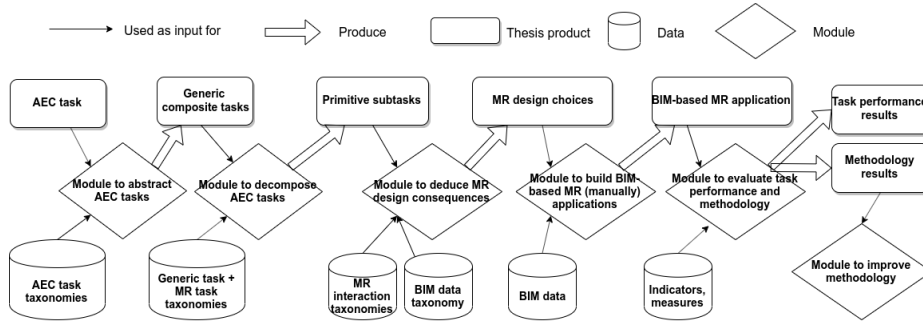 Used as input for
Produce
Thesis product
Data
Module
AEC task
Generic
composite tasks
Primitive subtasks
MR design choices
BIM-based MR application
Task performance
results
Methodology
results
Module to abstract
AEC tasks
Module to decompose
AEC tasks
Module to deduce MR
design consequences
Module to build BIM-
based MR (manually)
applications
Module to evaluate task
performance and
methodology
Module to improve
methodology
AEC task
taxonomies
Generic task +
MR task
taxonomies
MR
interaction
taxonomies
BIM data
taxonomy
BIM data
Indicators,
measures